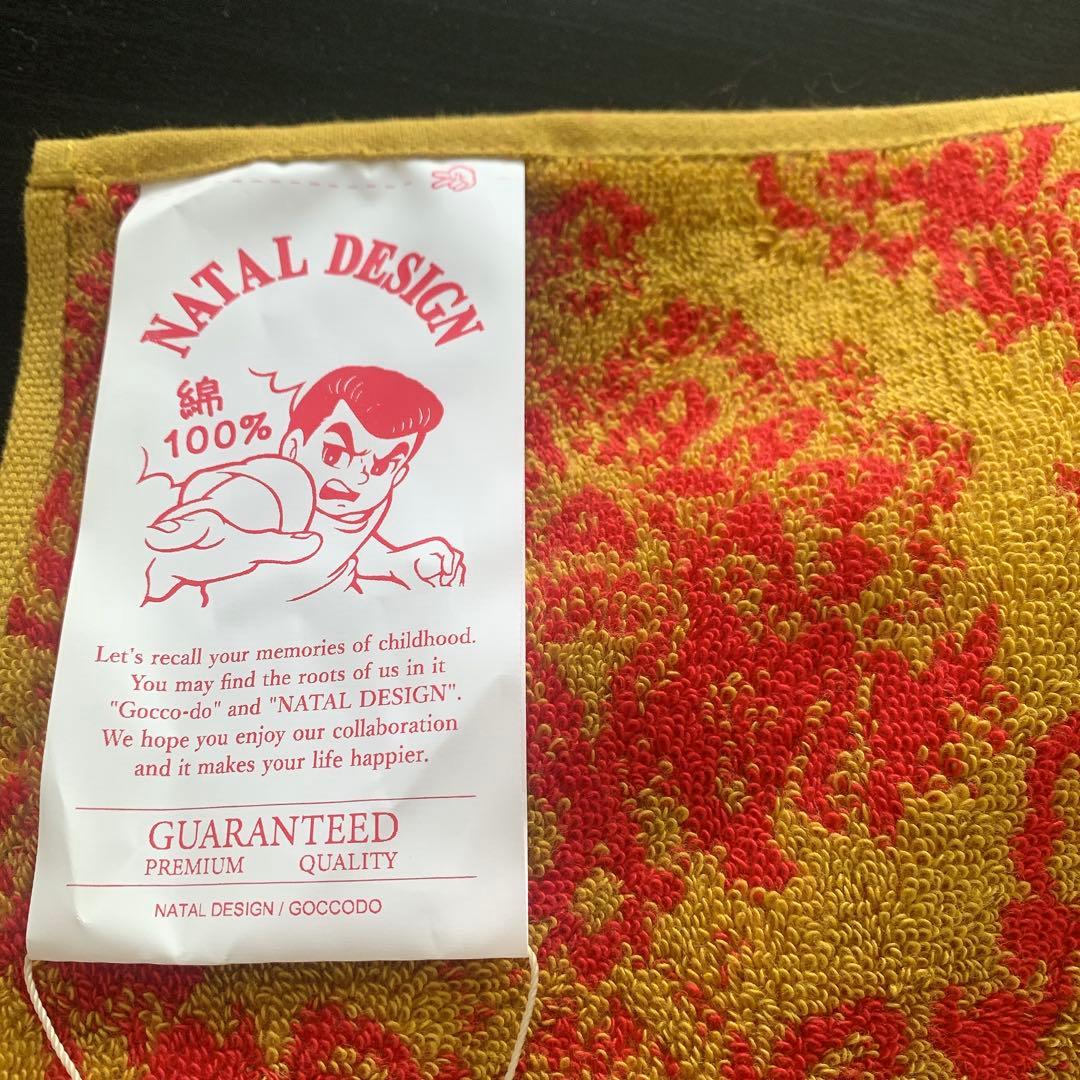 NATAL DESIGN
綿
100%
Let's recall your memories of childhood.
You may find the roots of us in it
"Gocco-do" and "NATAL DESIGN".
We hope you enjoy our collaboration
and it makes your life happier.
GUARANTEED
PREMIUM QUALITY
NATAL DESIGN / GOCCODO